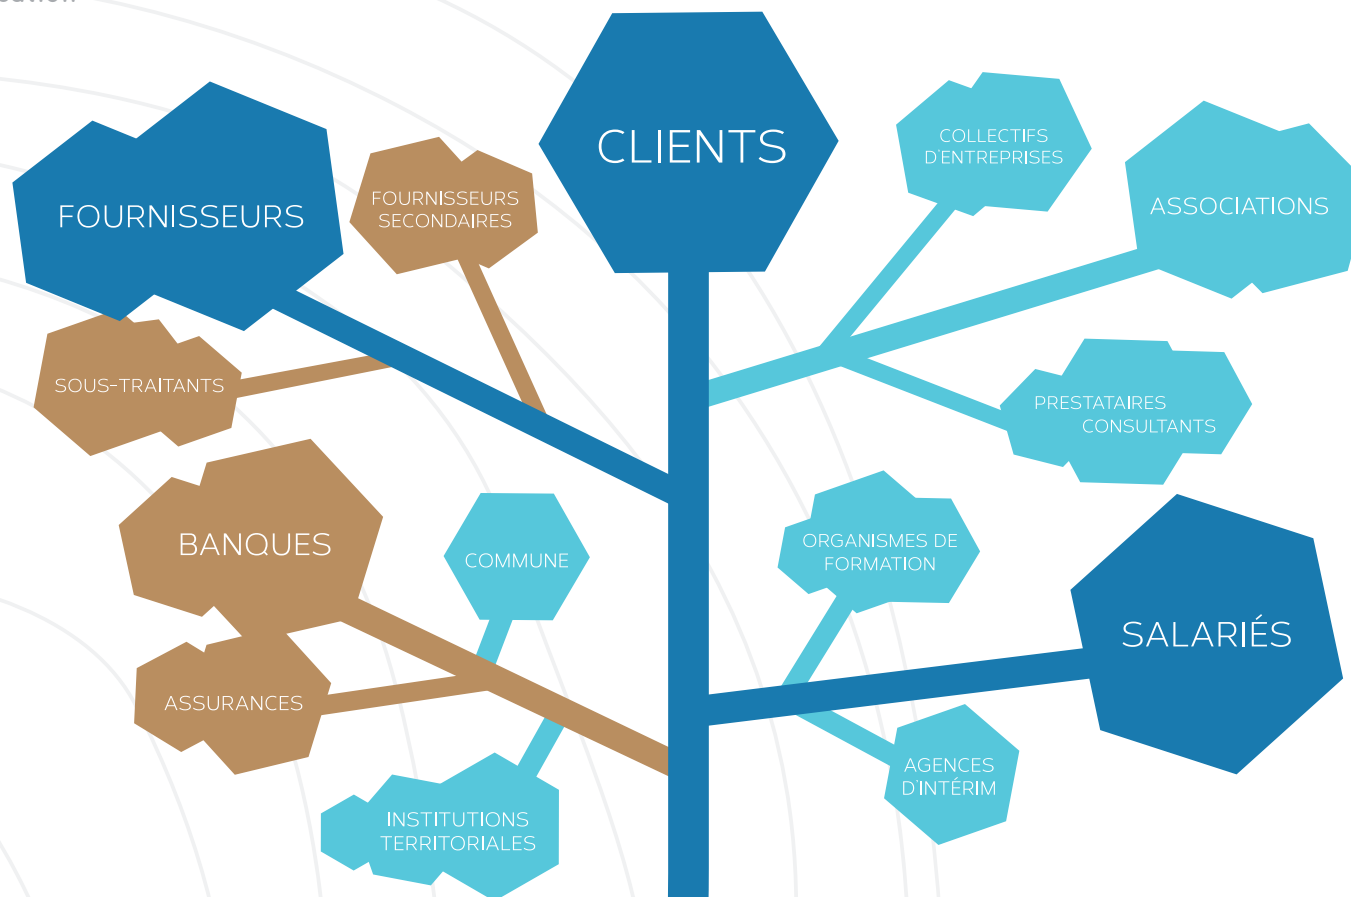 CLIENTS
COLLECTIFS
D'ENTREPRISES
ASSOCIATIONS
FOURNISSEURS
FOURNISSEURS
SECONDAIRES
SOUS-TRAITANTS
PRESTATAIRES
CONSULTANTS
BANQUES
COMMUNE
ORGANISMES DE
FORMATION
SALARIÉS
ASSURANCES
AGENCES
D'INTÉRIM
INSTITUTIONS
TERRITORIALES